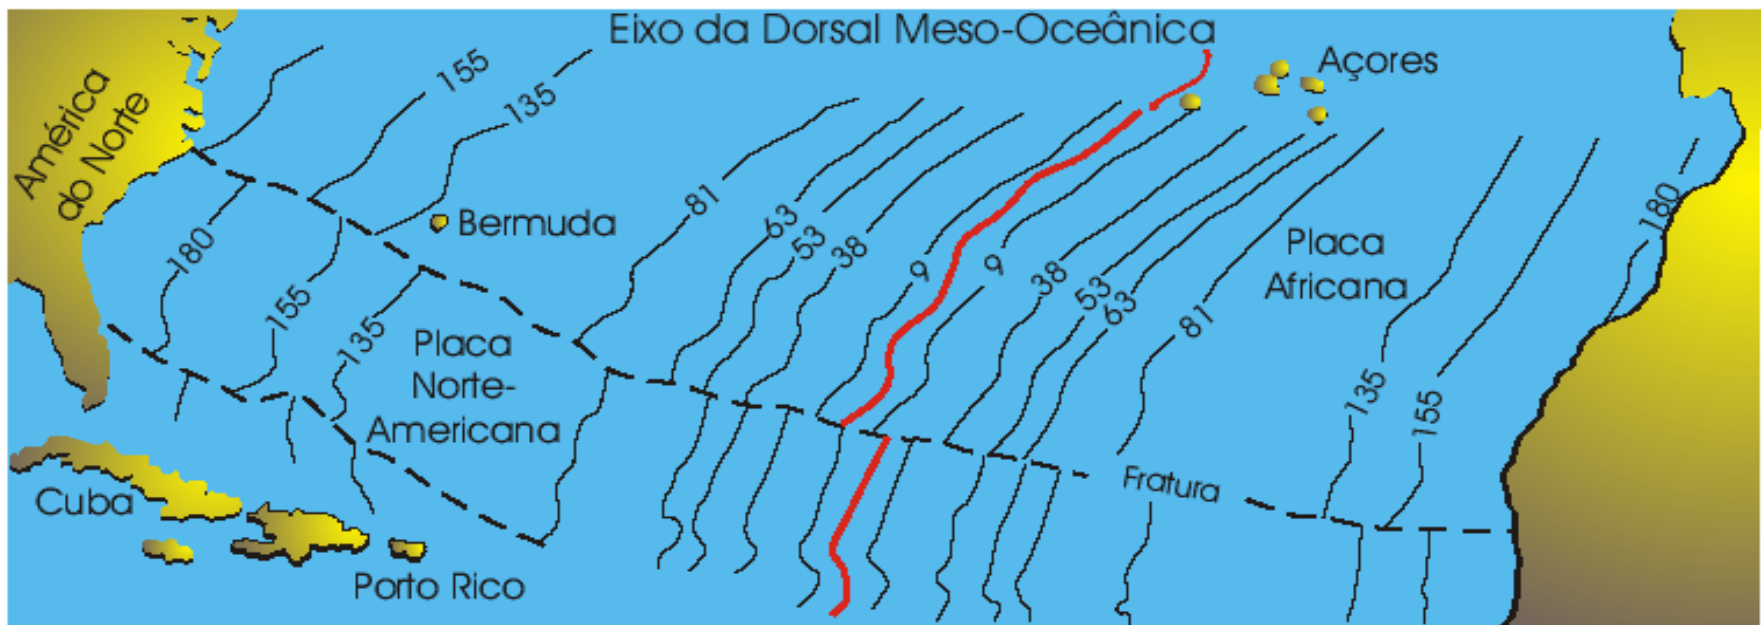 Eixo da Dorsal Meso-Oceânica
Açores
América
do Norte
155
135
Bermuda
180
155
135
81
63
53
38
9
9
38
53
63
81
Placa
Africana
180
135
155
Placa
Norte-
Americana
Fratura
Cuba
Porto Rico